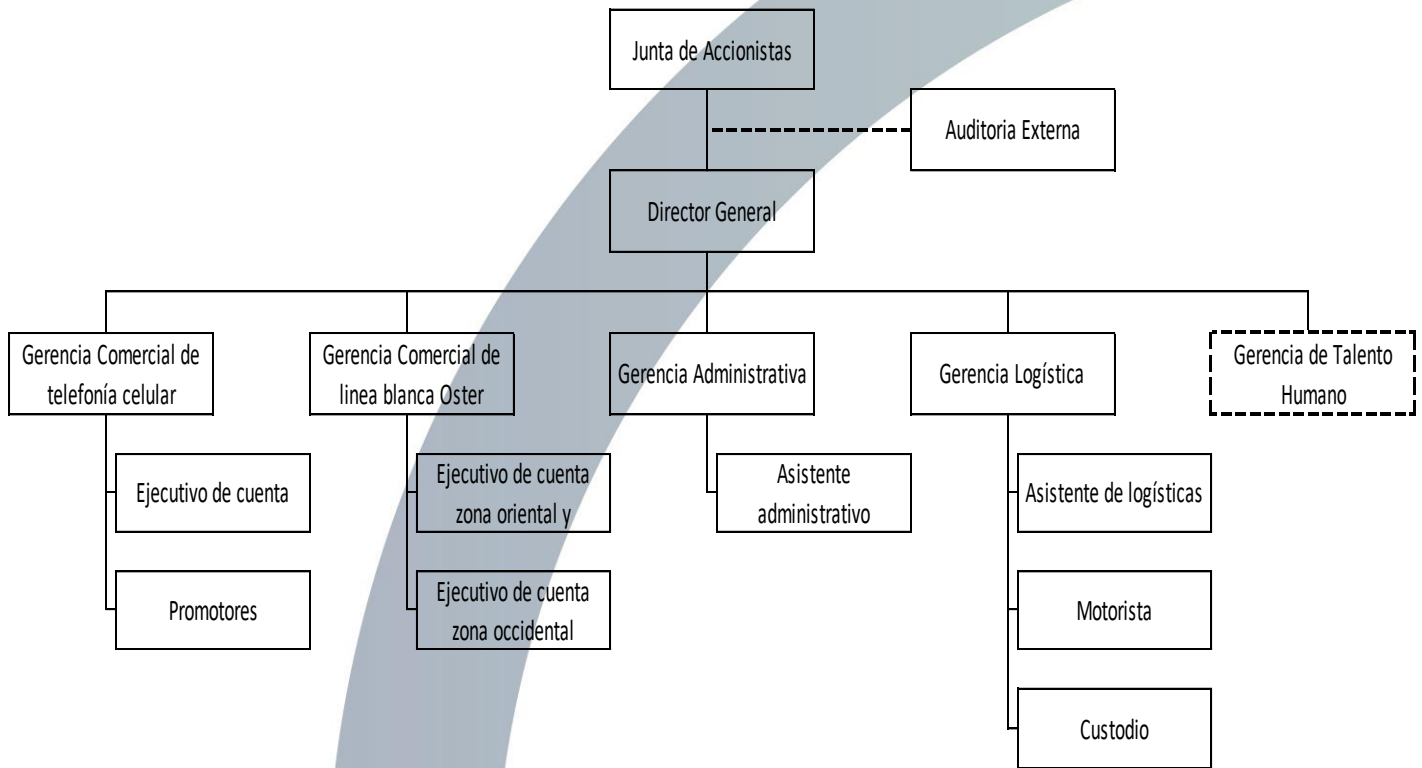 Junta de Accionistas
Auditoria Externa
Director General
Gerencia Comercial de
telefonía celular
Gerencia Comercial de
linea blanca Oster
Gerencia Administrativa
Gerencia Logística
Gerencia de Talento
Humano
Ejecutivo de cuenta
Promotores
Ejecutivo de cuenta
zona oriental y
Ejecutivo de cuenta
zona occidental
Asistente
administrativo
Asistente de logísticas
Motorista
Custodio